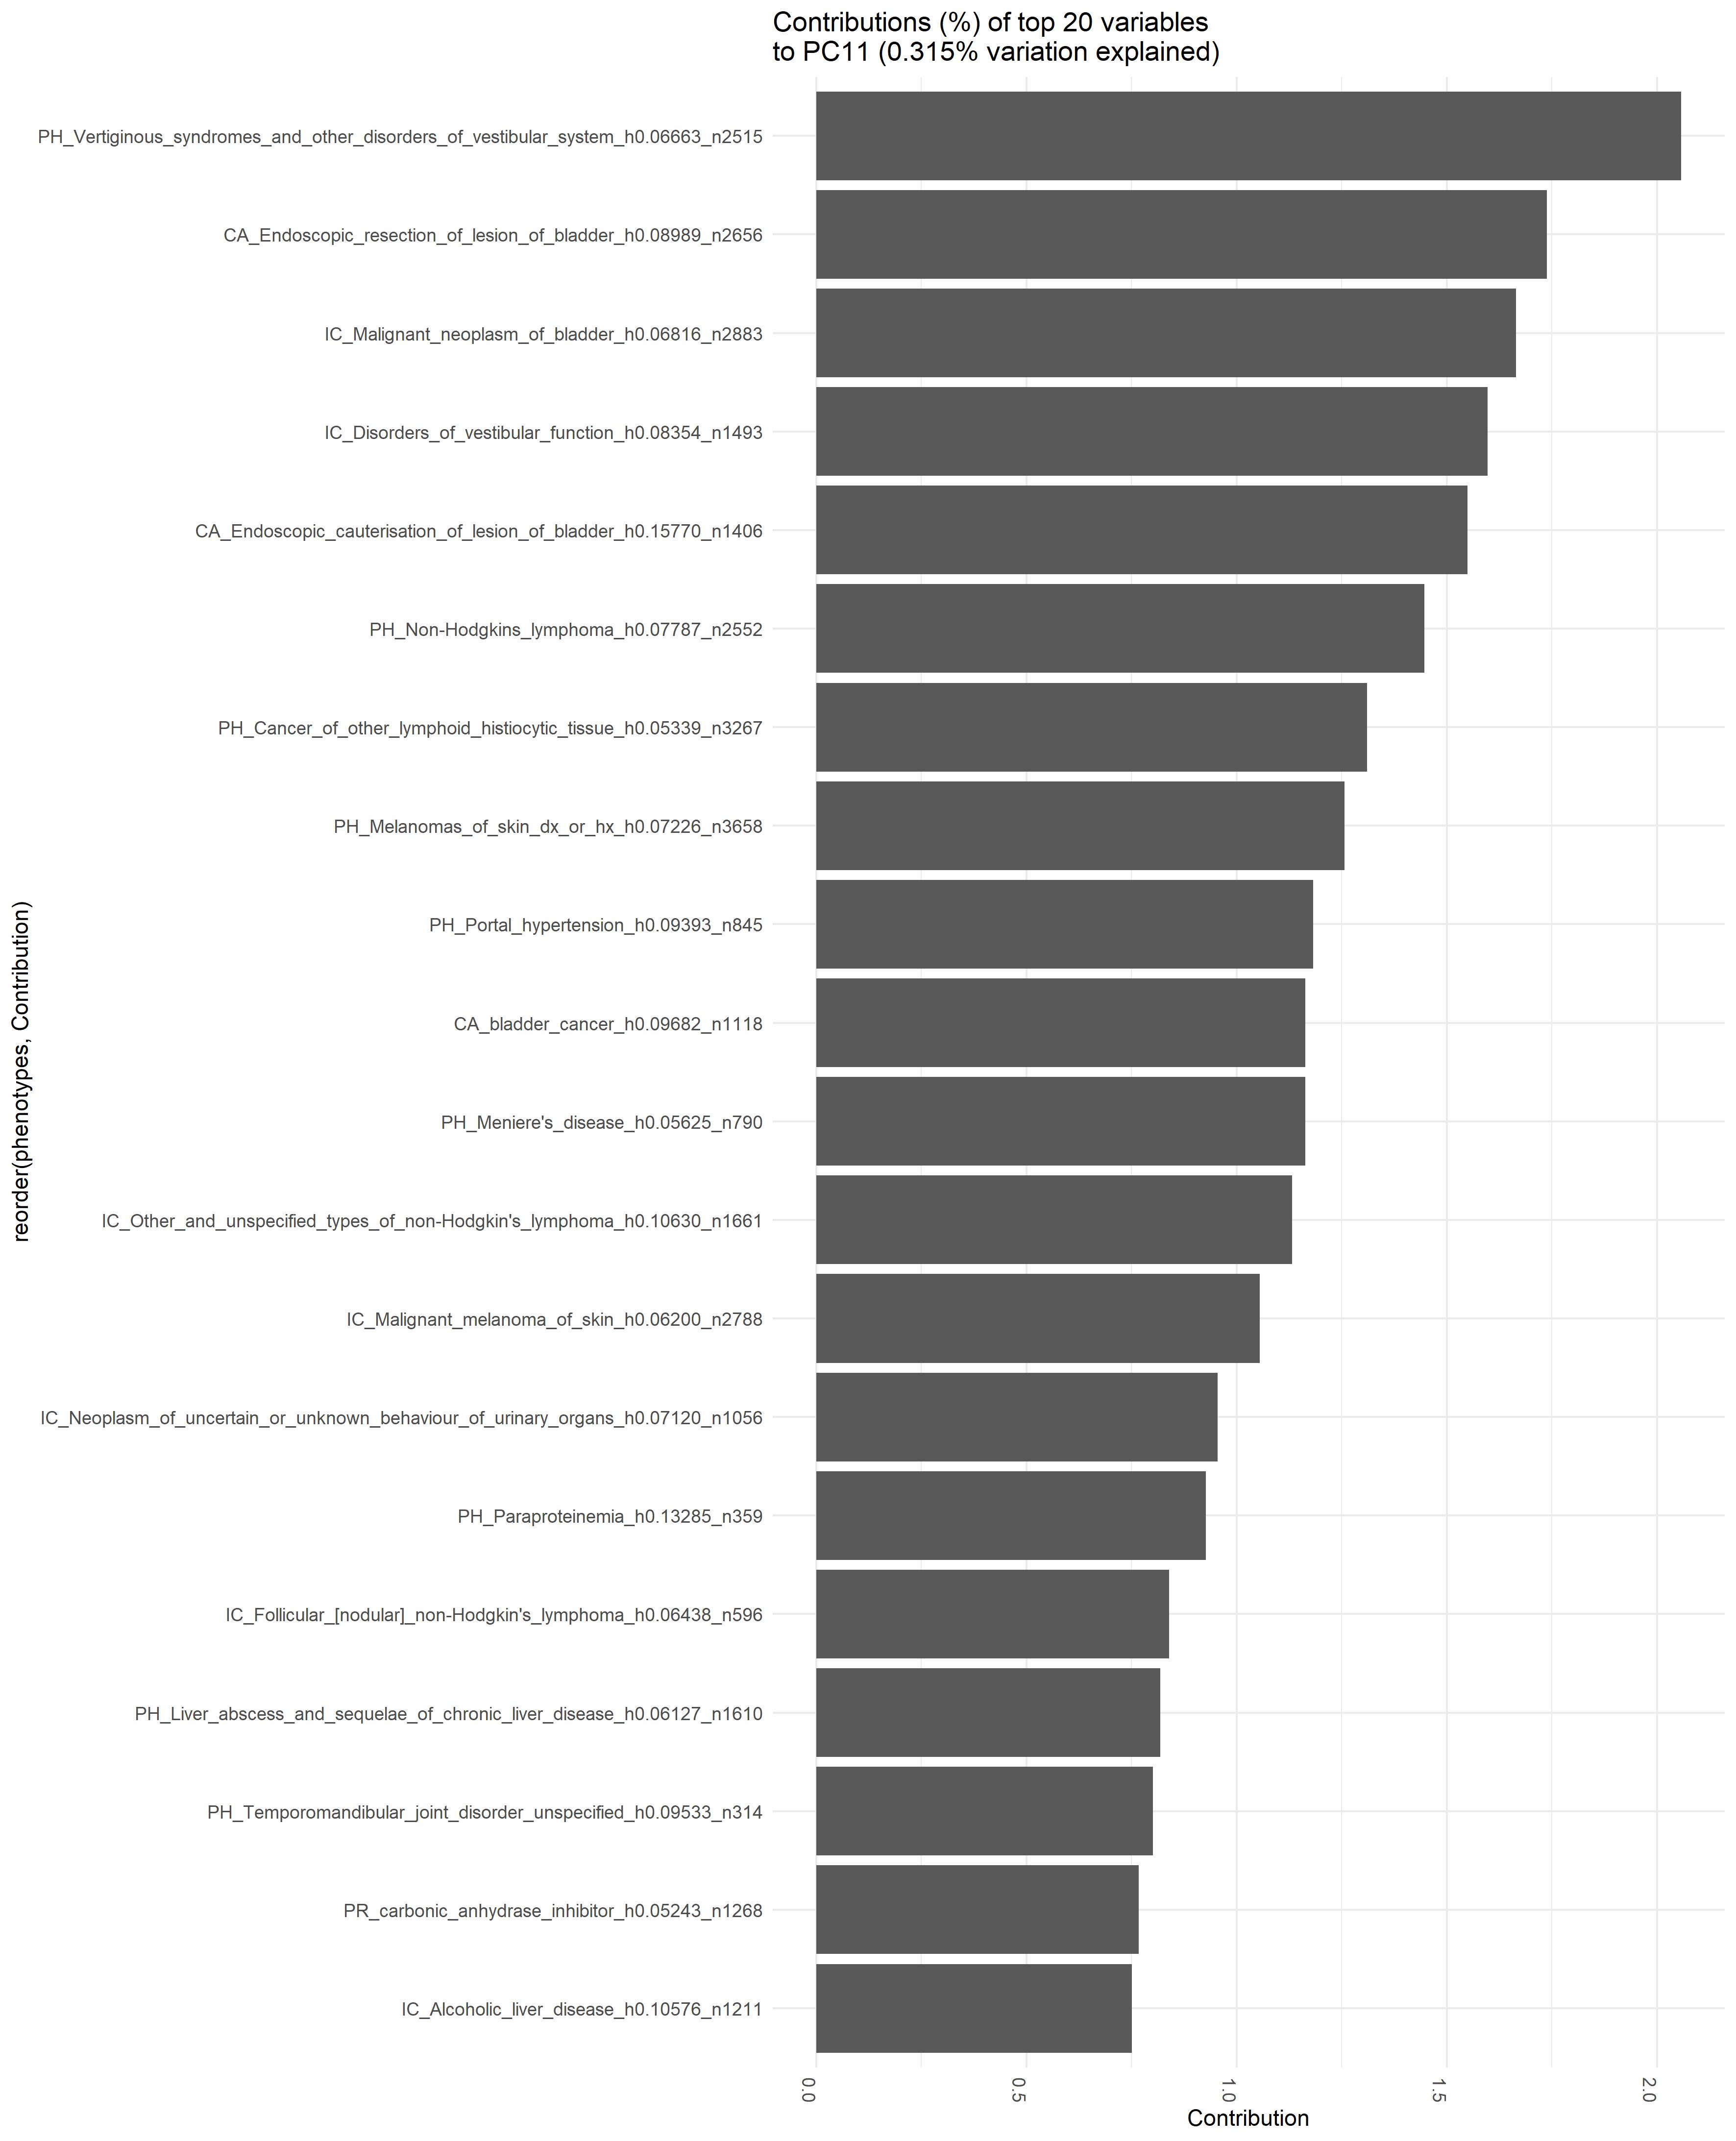 Contributions (%) of top 20 variables
to PC11 (0.315% variation explained)
PH_Vertiginous_syndromes_and_other_disorders_of_vestibular_system_h0.06663_n2515
CA_Endoscopic_resection_of_lesion_of_bladder_h0.08989_n2656
IC_Malignant_neoplasm_of_bladder_h0.06816_n2883
IC_Disorders_of_vestibular_function_h0.08354_n1493
CA_Endoscopic_cauterisation_of_lesion_of_bladder_h0.15770_n1406
PH_Non-Hodgkins_lymphoma_h0.07787_n2552
PH_Cancer_of_other_lymphoid_histiocytic_tissue_h0.05339_n3267
PH_Melanomas_of_skin_dx_or_hx_h0.07226_n3658
PH_Portal_hypertension_h0.09393_n845
CA_bladder_cancer_h0.09682_n1118
PH_Meniere's_disease_h0.05625_n790
IC_Other_and_unspecified_types_of_non-Hodgkin's_lymphoma_h0.10630_n1661
IC_Malignant_melanoma_of_skin_h0.06200_n2788
IC_Neoplasm_of_uncertain_or_unknown_behaviour_of_urinary_organs_h0.07120_n1056
PH_Paraproteinemia_h0.13285_n359
IC_Follicular_[nodular]_non-Hodgkin's_lymphoma_h0.06438_n596
PH_Liver_abscess_and_sequelae_of_chronic_liver_disease_h0.06127_n1610
PH_Temporomandibular_joint_disorder_unspecified_h0.09533_n314
PR_carbonic_anhydrase_inhibitor_h0.05243_n1268
IC_Alcoholic_liver_disease_h0.10576_n1211
reorder(phenotypes, Contribution)
0.0
0.5
1.0
1.5
2.0
Contribution